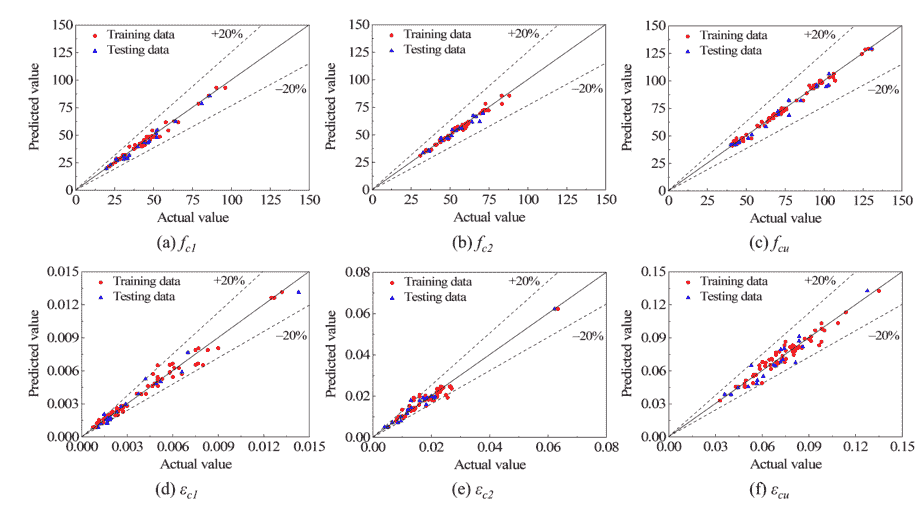 150
125
100
75
50
25
0
Predicted value
Training data
Testing data
+20%
–20%
0 25 50 75 100 125 150
Actual value
(a) fc1
150
125
100
75
50
25
0
Predicted value
Training data
Testing data
+20%
–20%
0 25 50 75 100 125 150
Actual value
(b) fc2
150
125
100
75
50
25
0
Predicted value
Training data
Testing data
+20%
–20%
0 25 50 75 100 125 150
Actual value
(c) fcu
0.015
0.012
0.009
0.006
0.003
0.000
Predicted value
Training data
Testing data
+20%
–20%
0.000 0.003 0.006 0.009 0.012 0.015
Actual value
(d) εc1
0.08
0.06
0.04
0.02
0.00
Predicted value
Training data
Testing data
+20%
–20%
0.00 0.02 0.04 0.06 0.08
Actual value
(e) εc2
0.15
0.12
0.09
0.06
0.03
0.00
Predicted value
Training data
Testing data
+20%
–20%
0.00 0.03 0.06 0.09 0.12 0.15
Actual value
(f) εcu